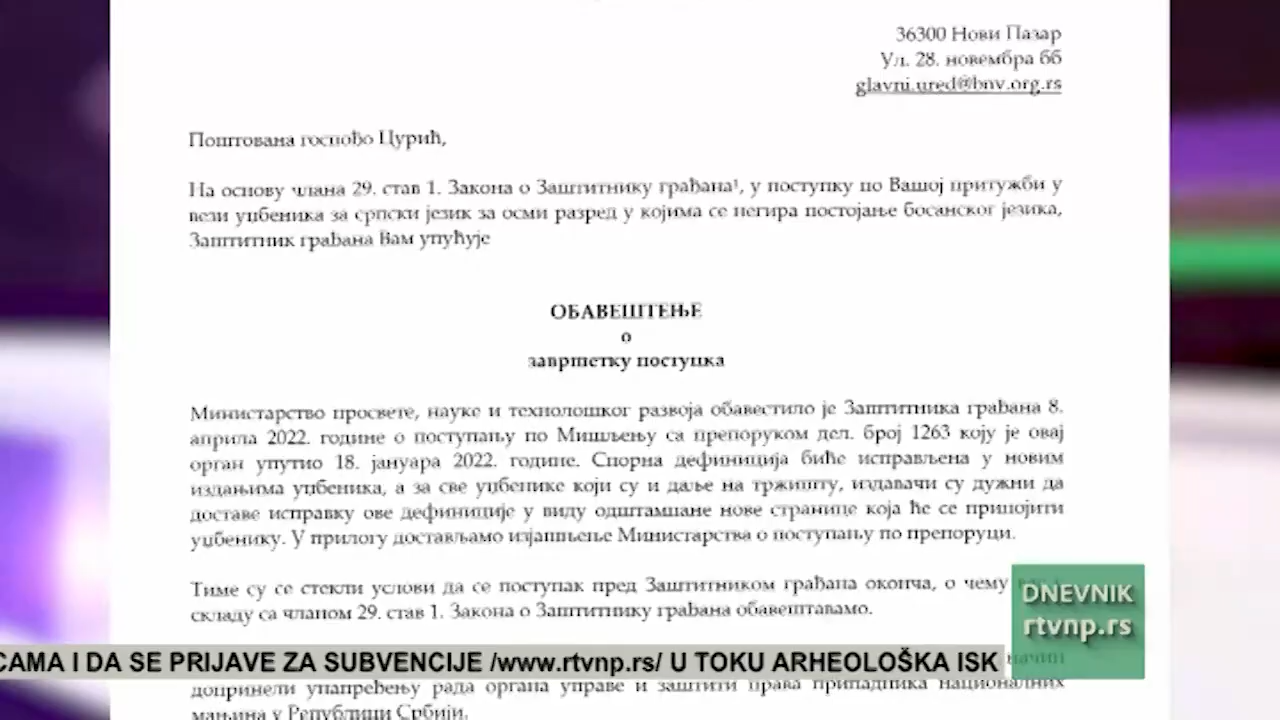 36300 Нови Пазар
Ул. 28. новембра бб
glavni.ured@bnv.org.rs
Поштована госпођо Цурић,
На основу члана 29. став 1. Закона о Заштитнику грађана¹, у поступку по Вашој притужби у
вези уџбеника за српски језик за осми разред у којима се негира постојање босанског језика,
Заштитник грађана Вам упућује
ОБАВЕШТЕЊЕ
о
завршетку поступка
Министарство просвете, науке и технолошког развоја обавестило је Заштитника грађана 8.
априла 2022. године о поступању по Мишљењу са препоруком дел. број 1263 коју је овај
орган упутио 18. јануара 2022. године. Спорна дефиниција биће исправљена у новим
издањима уџбеника, а за све уџбенике који су и даље на тржишту, издавачи су дужни да
доставе исправку ове дефиниције у виду одштампане нове странице која ће се припојити
уџбенику. У прилогу достављамо изјашњење Министарства о поступању по препоруци.
Тиме су се стекли услови да се поступак пред Заштитником грађана оконча, о чему
складу са чланом 29. став 1. Закона о Заштитнику грађана обавештавамо.
DNEVNIK
rtvnp.rs
CAMA I DA SE PRIJAVE ZA SUBVENCIJE /www.rtvnp.rs/ U TOKU ARHEOLOŠKA ISK
начин
допринели унапређењу рада органа управе и заштити права припадника националних
мањина у Републици Србији.